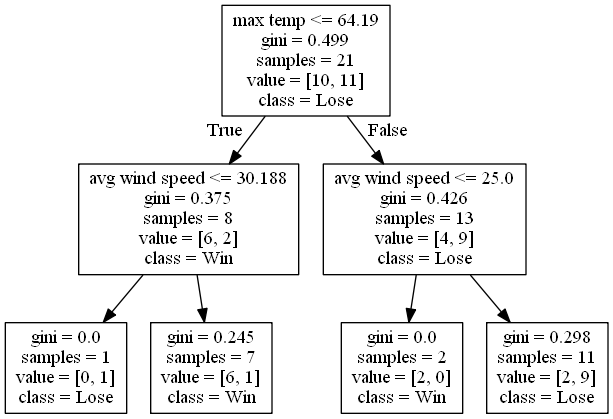 max temp <= 64.19
gini = 0.499
samples = 21
value = [10, 11]
class = Lose
True
False
avg wind speed <= 30.188
gini = 0.375
samples = 8
value = [6, 2]
class = Win
avg wind speed <= 25.0
gini = 0.426
samples = 13
value = [4, 9]
class = Lose
gini = 0.0
samples = 1
value = [0, 1]
class = Lose
gini = 0.245
samples = 7
value = [6, 1]
class = Win
gini = 0.0
samples = 2
value = [2, 0]
class = Win
gini = 0.298
samples = 11
value = [2, 9]
class = Lose